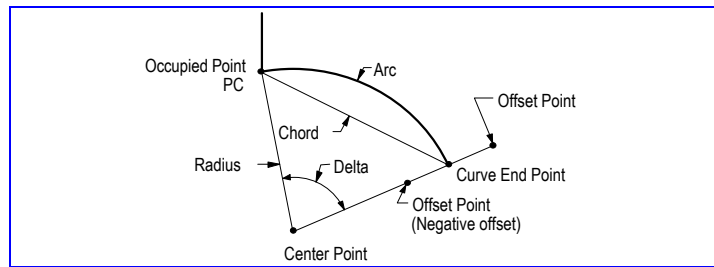 Occupied Point
PC
Arc
Offset Point
Chord
Radius
Delta
Curve End Point
Offset Point
(Negative offset)
Center Point